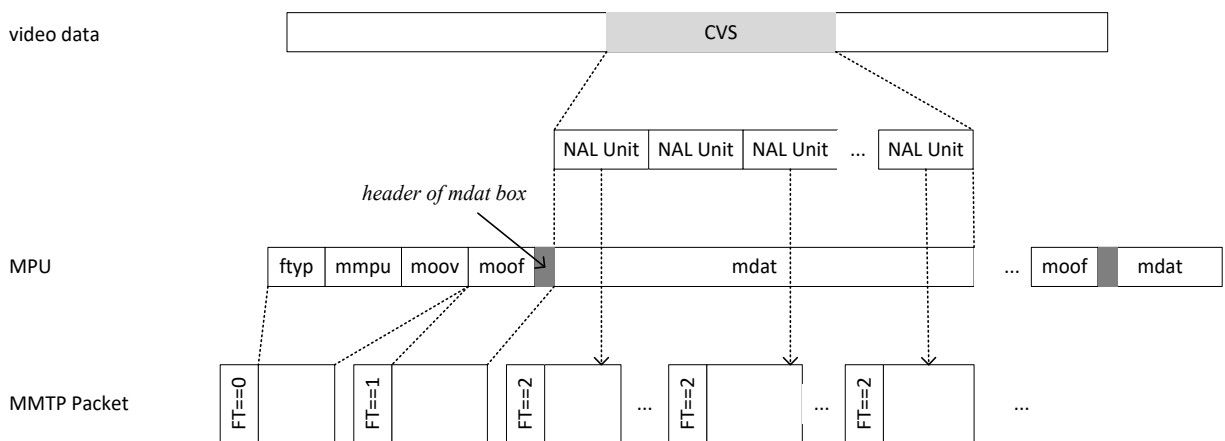 video data
CVS
NAL Unit NAL Unit NAL Unit ... NAL Unit
header of mdat box
MPU
ftyp mmpu moov moof mdat ... moof mdat
MMTP Packet
FT==0 FT==1 FT==2 ... FT==2 ... FT==2 ...